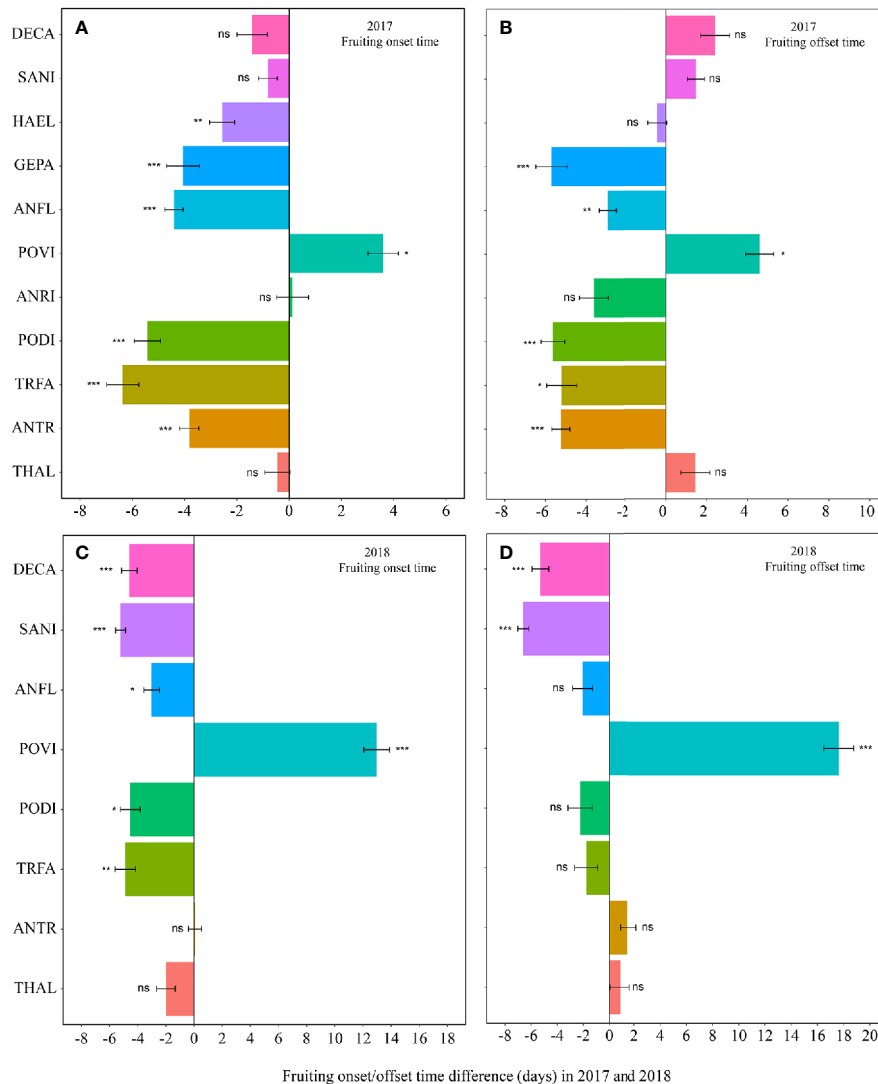 A
2017
Fruiting onset time
DECA ns
SANI ns
HAEL **
GEPA ***
ANFL ***
POVI *
ANRI ns
PODI ***
TRFA ***
ANTR ***
THAL ns
-8 -6 -4 -2 0 2 4 6
B
2017
Fruiting offset time
ns
ns
ns
***
**
*
ns
***
*
***
ns
-8 -6 -4 -2 0 2 4 6 8
C
2018
Fruiting onset time
DECA ***
SANI ***
ANFL *
POVI ***
PODI *
TRFA **
ANTR ns
THAL ns
-8 -6 -4 -2 0 2 4 6 8 10 12 14 16 18
D
2018
Fruiting offset time
***
***
ns
***
ns
ns
ns
ns
-8 -6 -4 -2 0 2 4 6 8 10 12 14 16 18 20
Fruiting onset/offset time difference (days) in 2017 and 2018